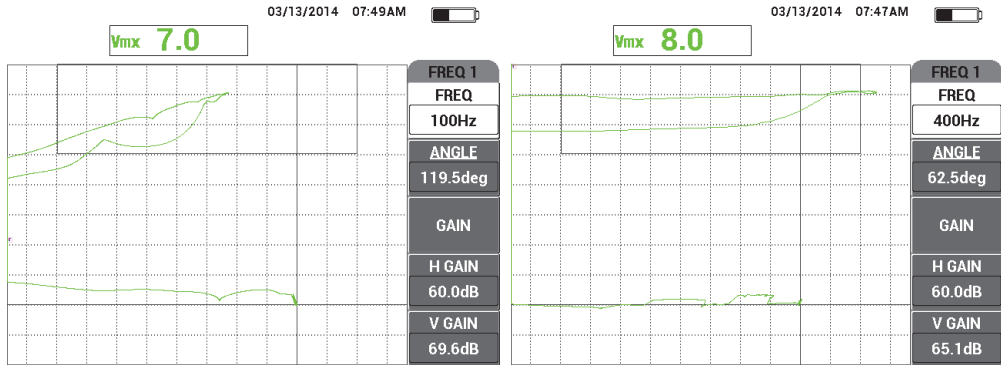 03/13/2014 07:49AM
Vmx 7.0
FREQ 1
FREQ
100Hz
ANGLE
119.5deg
GAIN
H GAIN
60.0dB
V GAIN
69.6dB
03/13/2014 07:47AM
Vmx 8.0
FREQ 1
FREQ
400Hz
ANGLE
62.5deg
GAIN
H GAIN
60.0dB
V GAIN
65.1dB